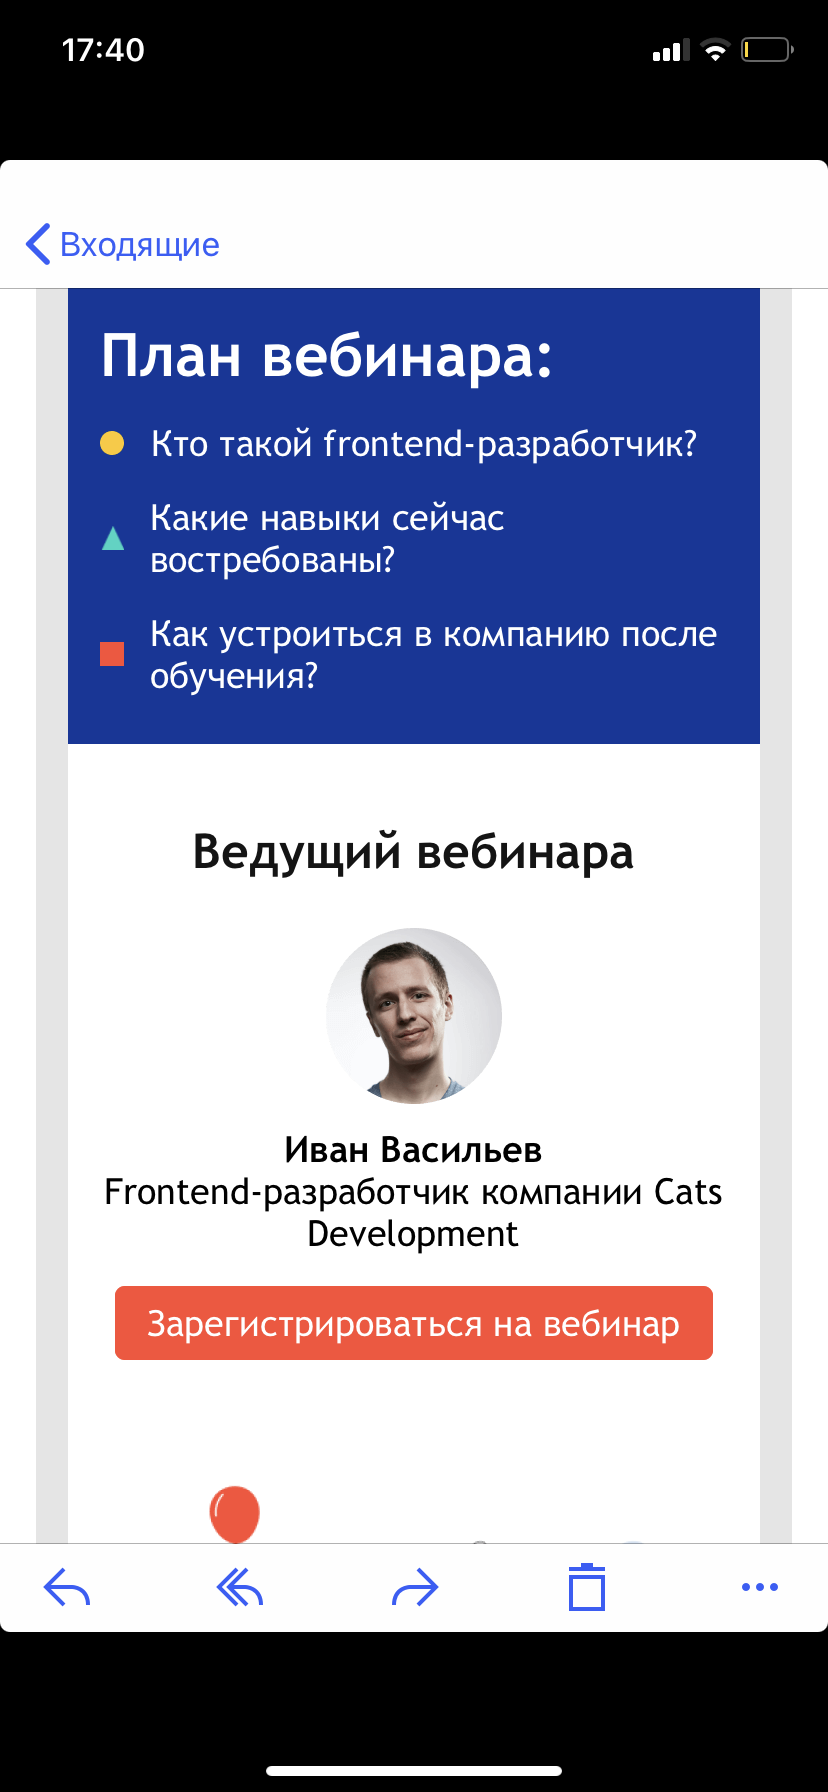 17:40
Входящие
План вебинара:
Кто такой frontend-разработчик?
Какие навыки сейчас
востребованы?
Как устроиться в компанию после
обучения?
Ведущий вебинара
Иван Васильев
Frontend-разработчик компании Cats
Development
Зарегистрироваться на вебинар